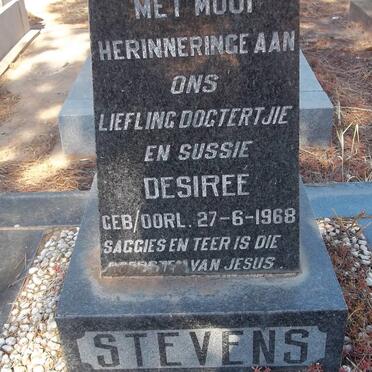 MET MOOI
HERINNERINGE AAN
ONS
LIEFLING DOGTERTJIE
EN SUSSIE
DESIREE
GEB/OORL. 27-6-1968
SAGGIES EN TEER IS DIE
VAN JESUS
STEVENS